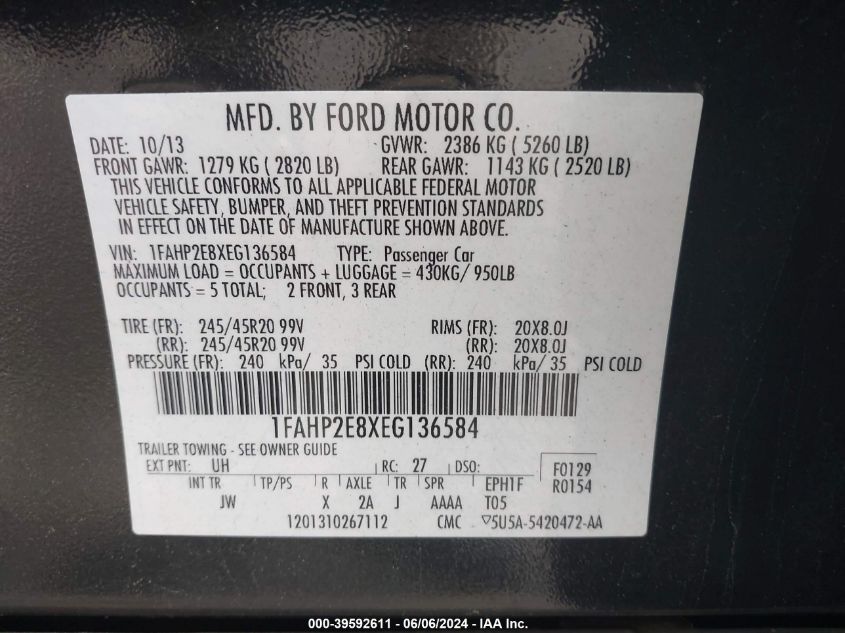 MFD. BY FORD MOTOR CO.
DATE: 10/13 GVWR: 2386 KG ( 5260 LB)
FRONT GAWR: 1279 KG ( 2820 LB) REAR GAWR: 1143 KG ( 2520 LB)
THIS VEHICLE CONFORMS TO ALL APPLICABLE FEDERAL MOTOR
VEHICLE SAFETY, BUMPER, AND THEFT PREVENTION STANDARDS
IN EFFECT ON THE DATE OF MANUFACTURE SHOWN ABOVE.
VIN: 1FAHP2E8XEG136584 TYPE: Passenger Car
MAXIMUM LOAD = OCCUPANTS + LUGGAGE = 430KG/ 950LB
OCCUPANTS = 5 TOTAL; 2 FRONT, 3 REAR
TIRE (FR): 245/45R20 99V RIMS (FR): 20X8.0J
(RR): 245/45R20 99V (RR): 20X8.0J
PRESSURE (FR): 240 kPa/ 35 PSI COLD (RR): 240 kPa/ 35 PSI COLD
1FAHP2E8XEG136584
TRAILER TOWING - SEE OWNER GUIDE
EXT PNT: UH RC: 27 DSO: F0129
INT TR TP/PS R AXLE TR SPR EPH1F R0154
JW X 2A J AAAA T05
1201310267112 CMC ▽5U5A-5420472-AA
000-39592611 - 06/06/2024 - IAA Inc.